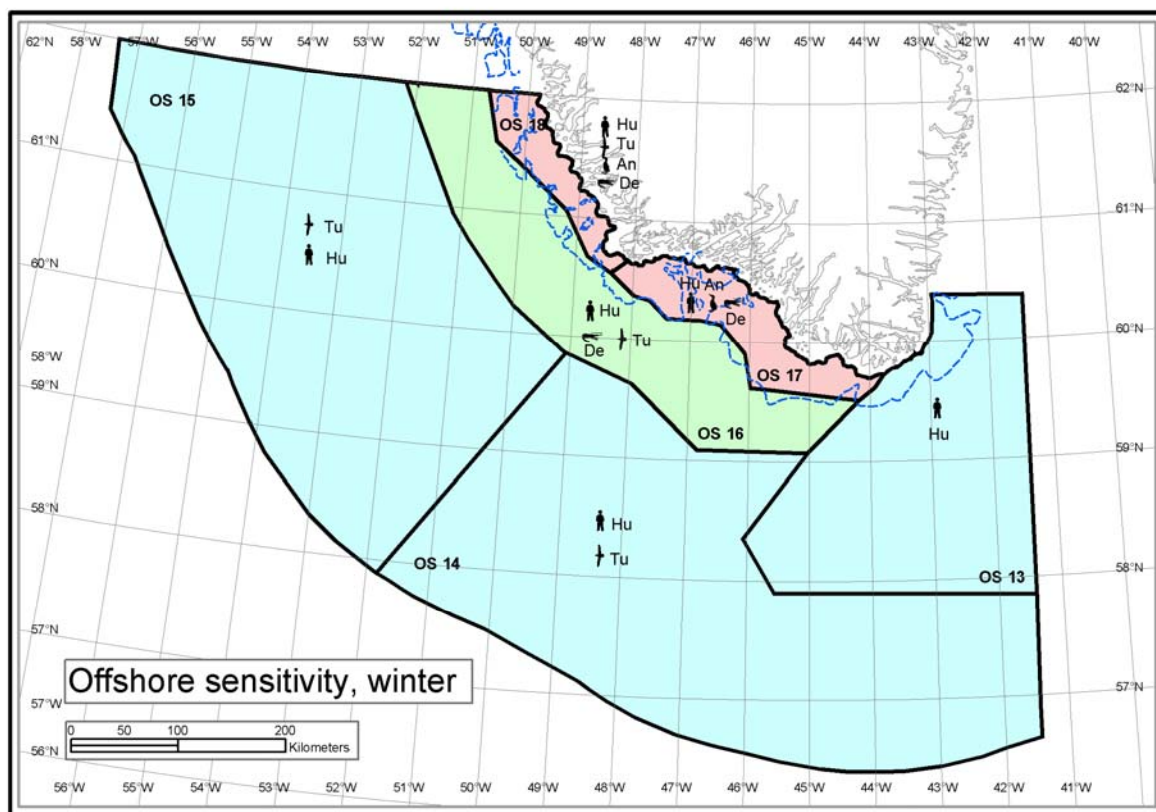 62°N 58°W 57°W 56°W 55°W 54°W 53°W 52°W 51°W 50°W 49°W 48°W 47°W 46°W 45°W 44°W 43°W 42°W 41°W 40°W
62°N
OS 15
OS 18
Hu
61°N
Tu
An
De
61°N
Tu
60°N
Hu
Hu An
Hu
De
60°N
De
Tu
58°W
OS 17
59°N
Hu
OS 16
59°N
58°N
Hu
Tu
OS 14
OS 13
58°N
57°N
Offshore sensitivity, winter
57°N
57°W
0 50 100 200
Kilometers
56°N
56°W 55°W 54°W 53°W 52°W 51°W 50°W 49°W 48°W 47°W 46°W 45°W 44°W 43°W 42°W 41°W